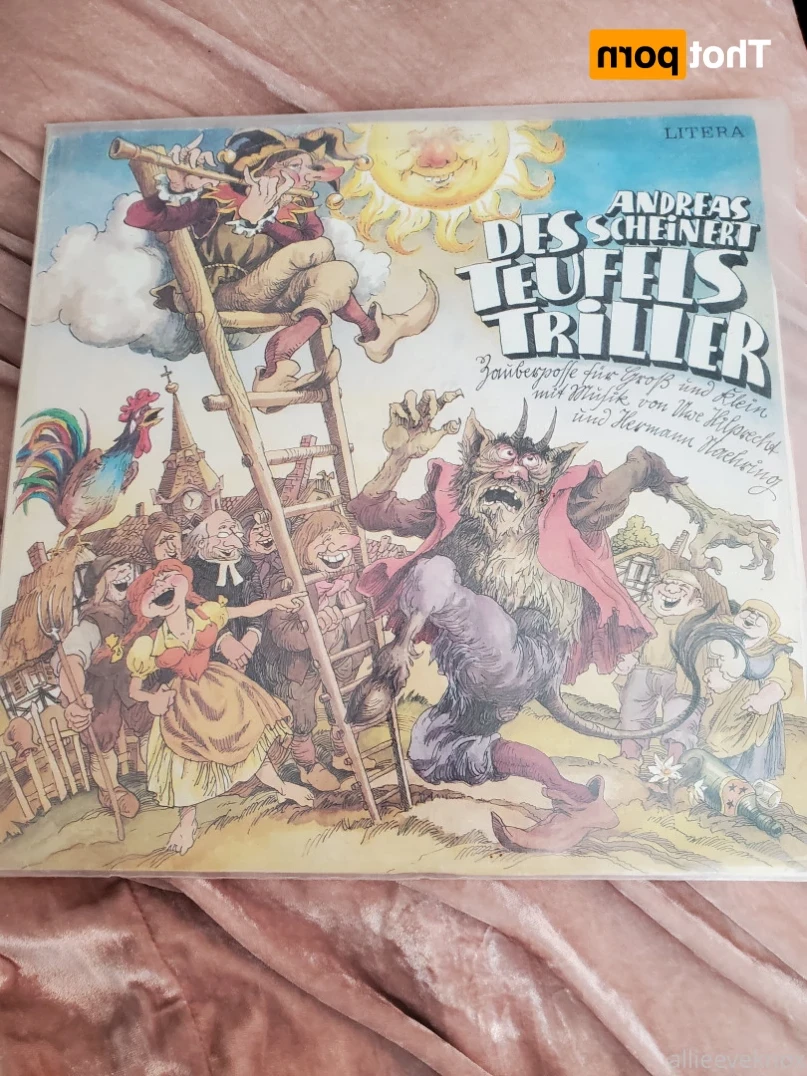 Thot porn
LITERA
ANDREAS
SCHEINERT
DES
TEUFELS
TRILLER
Zauberposse für Groß und Klein
mit Musik von Uwe Hilprecht
und Hermann Naehring